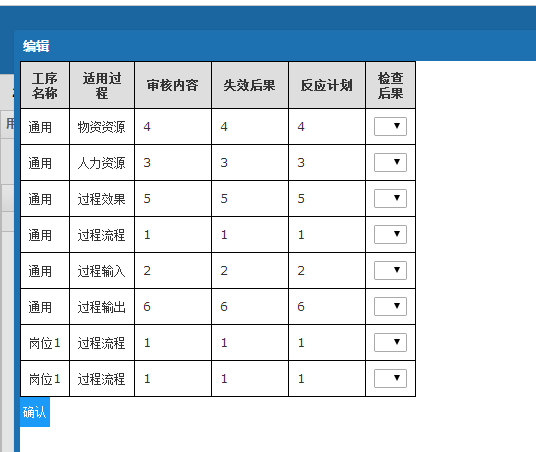 编辑
工序名称 适用过程 审核内容 失效后果 反应计划 检查后果
通用 物资资源 4 4 4
通用 人力资源 3 3 3
通用 过程效果 5 5 5
通用 过程流程 1 1 1
通用 过程输入 2 2 2
通用 过程输出 6 6 6
岗位1 过程流程 1 1 1
岗位1 过程流程 1 1 1
确认
用